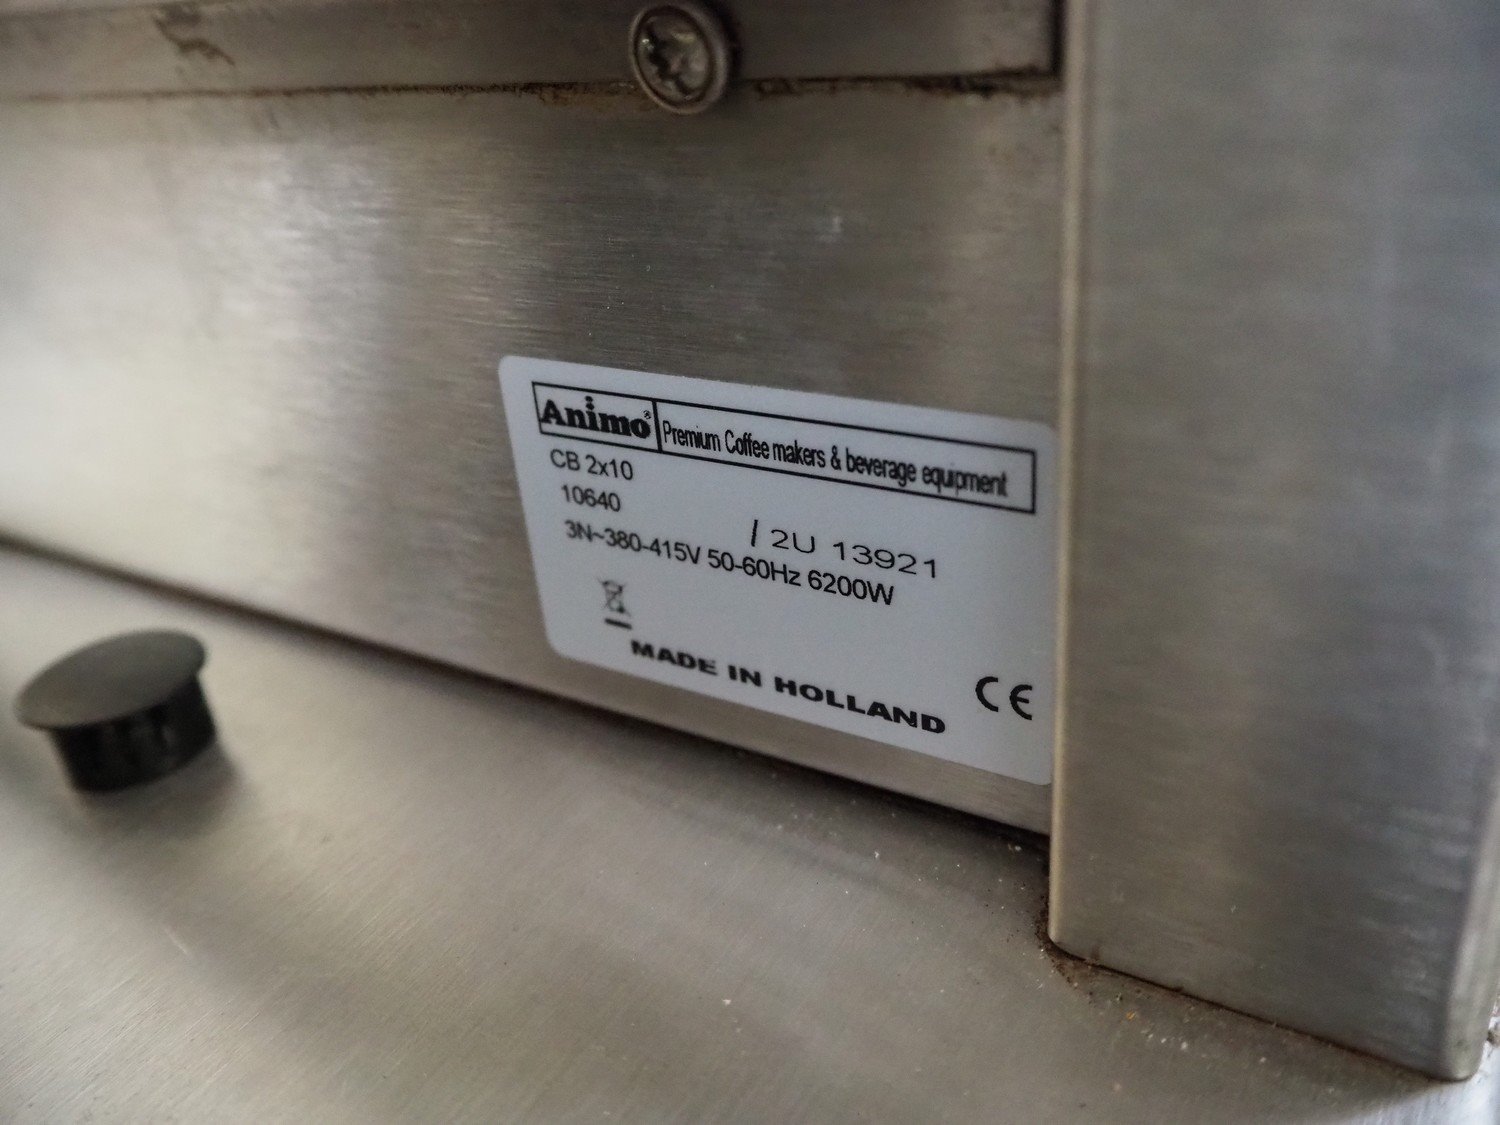 Animo® Premium Coffee makers & beverage equipment
CB 2x10
10640
/ 2U 13921
3N~380-415V 50-60Hz 6200W
MADE IN HOLLAND
CE